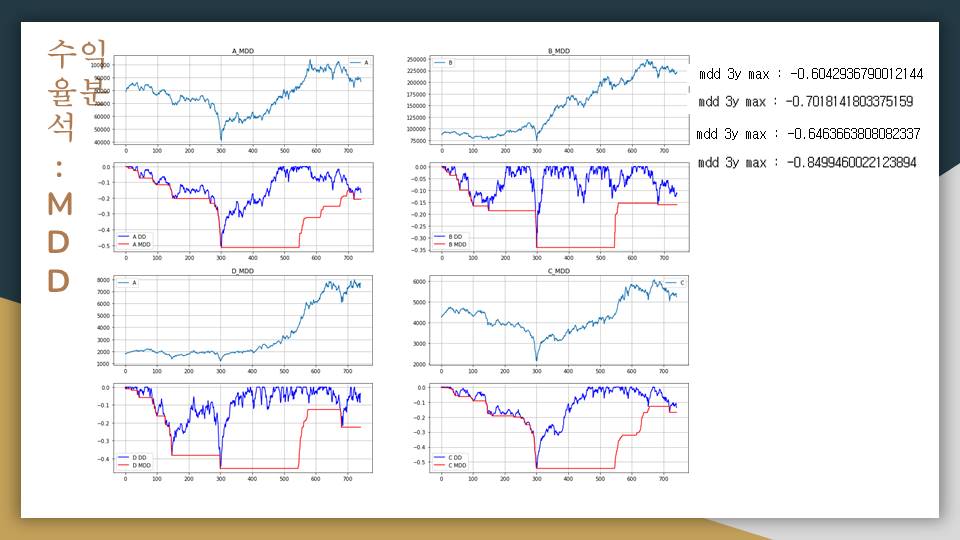 수익
율분
석
:
M
D
D
A_MDD
A
100000
90000
80000
70000
60000
50000
40000
0 100 200 300 400 500 600 700
0.0
−0.1
−0.2
−0.3
−0.4
−0.5
A DD
A MDD
0 100 200 300 400 500 600 700
B_MDD
B
250000
225000
200000
175000
150000
125000
100000
75000
0 100 200 300 400 500 600 700
0.00
−0.05
−0.10
−0.15
−0.20
−0.25
−0.30
−0.35
B DD
B MDD
0 100 200 300 400 500 600 700
D_MDD
A
8000
7000
6000
5000
4000
3000
2000
1000
0 100 200 300 400 500 600 700
0.0
−0.1
−0.2
−0.3
−0.4
D DD
D MDD
0 100 200 300 400 500 600 700
C_MDD
C
6000
5000
4000
3000
2000
0 100 200 300 400 500 600 700
0.0
−0.1
−0.2
−0.3
−0.4
−0.5
C DD
C MDD
0 100 200 300 400 500 600 700
mdd 3y max : -0.6042936790012144
mdd 3y max : -0.7018141803375159
mdd 3y max : -0.6463663808082337
mdd 3y max : -0.8499460022123894